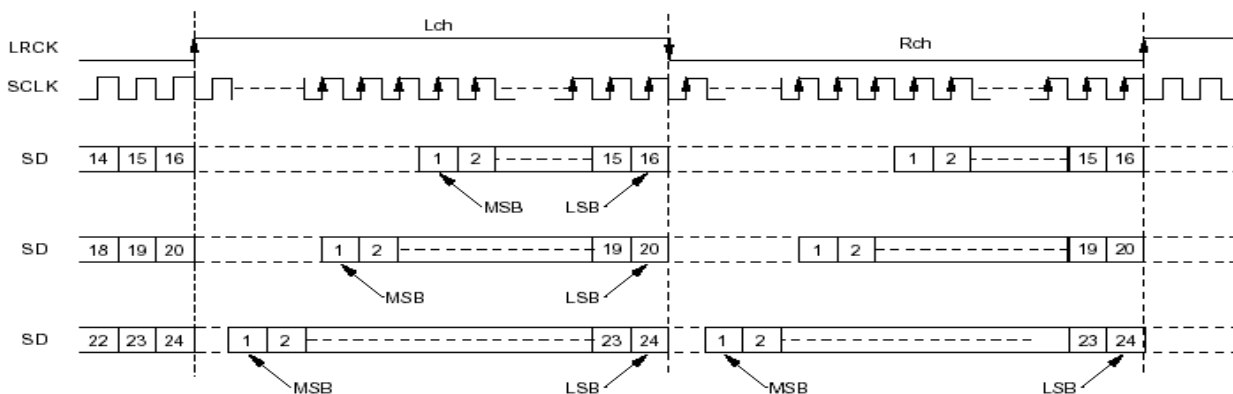 Lch
LRCK
Rch
SCLK
SD 14 15 16 1 2 15 16 1 2 15 16
MSB LSB
SD 18 19 20 1 2 19 20 1 2 19 20
MSB LSB
SD 22 23 24 1 2 23 24 1 2 23 24
MSB LSB MSB LSB